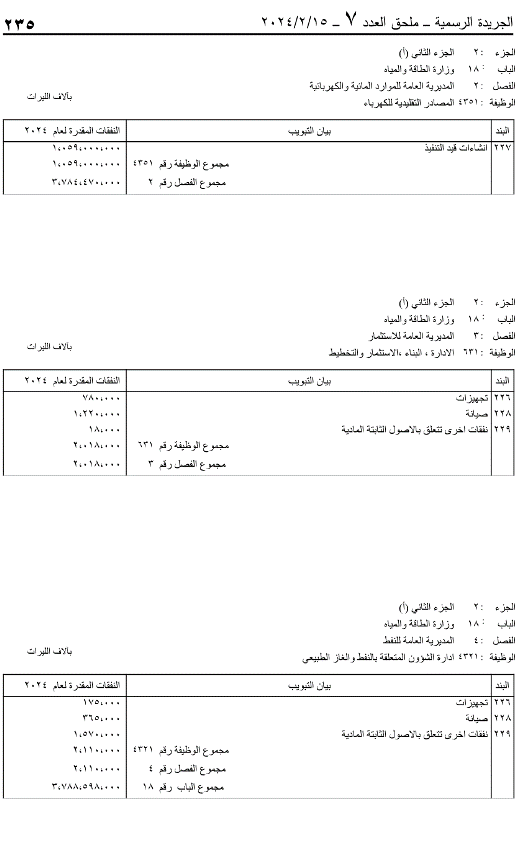 الجريدة الرسمية – ملحق العدد ٧ – ٢٠٢٤/٢/١٥ ٢٣٥
الجزء : ٢ الجزء الثاني (أ)
الباب : ١٨ وزارة الطاقة والمياه
الفصل : ٢ المديرية العامة للموارد المائية والكهربائية
الوظيفة : ٤٣٥١ المصادر التقليدية للكهرباء
بآلاف الليرات
البند بيان التبويب النفقات المقدرة لعام ٢٠٢٤
٢٢٧ انشاءات قيد التنفيذ ١،٠٥٩،٠٠٠،٠٠٠
مجموع الوظيفة رقم ٤٣٥١ ١،٠٥٩،٠٠٠،٠٠٠
مجموع الفصل رقم ٢ ٣،٧٨٤،٤٧٠،٠٠٠
الجزء : ٢ الجزء الثاني (أ)
الباب : ١٨ وزارة الطاقة والمياه
الفصل : ٣ المديرية العامة للاستثمار
الوظيفة : ٦٣١ الادارة ، البناء ،الاستثمار والتخطيط
بآلاف الليرات
البند بيان التبويب النفقات المقدرة لعام ٢٠٢٤
٢٢٦ تجهيزات ٧٨٠،٠٠٠
٢٢٨ صيانة ١،٢٢٠،٠٠٠
٢٢٩ نفقات اخرى تتعلق بالاصول الثابتة المادية ١٨،٠٠٠
مجموع الوظيفة رقم ٦٣١ ٢،٠١٨،٠٠٠
مجموع الفصل رقم ٣ ٢،٠١٨،٠٠٠
الجزء : ٢ الجزء الثاني (أ)
الباب : ١٨ وزارة الطاقة والمياه
الفصل : ٤ المديرية العامة للنفط
الوظيفة : ٤٣٢١ ادارة الشؤون المتعلقة بالنفط والغاز الطبيعي
بآلاف الليرات
البند بيان التبويب النفقات المقدرة لعام ٢٠٢٤
٢٢٦ تجهيزات ١٧٥،٠٠٠
٢٢٨ صيانة ٣٦٥،٠٠٠
٢٢٩ نفقات اخرى تتعلق بالاصول الثابتة المادية ١،٥٧٠،٠٠٠
مجموع الوظيفة رقم ٤٣٢١ ٢،١١٠،٠٠٠
مجموع الفصل رقم ٤ ٢،١١٠،٠٠٠
مجموع الباب رقم ١٨ ٣،٧٨٨،٥٩٨،٠٠٠